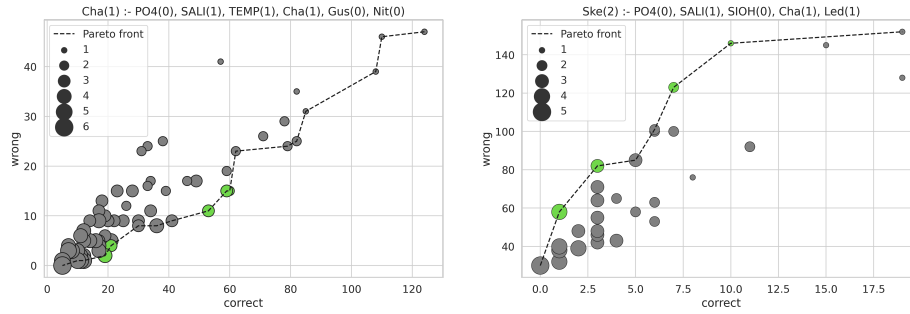 Cha(1) :- PO4(0), SALI(1), TEMP(1), Cha(1), Gus(0), Nit(0)
Pareto front
1
2
3
4
5
6
wrong
40
30
20
10
0
0 20 40 60 80 100 120
correct
Ske(2) :- PO4(0), SALI(1), SIOH(0), Cha(1), Led(1)
Pareto front
1
2
3
4
5
wrong
140
120
100
80
60
40
0.0 2.5 5.0 7.5 10.0 12.5 15.0 17.5
correct